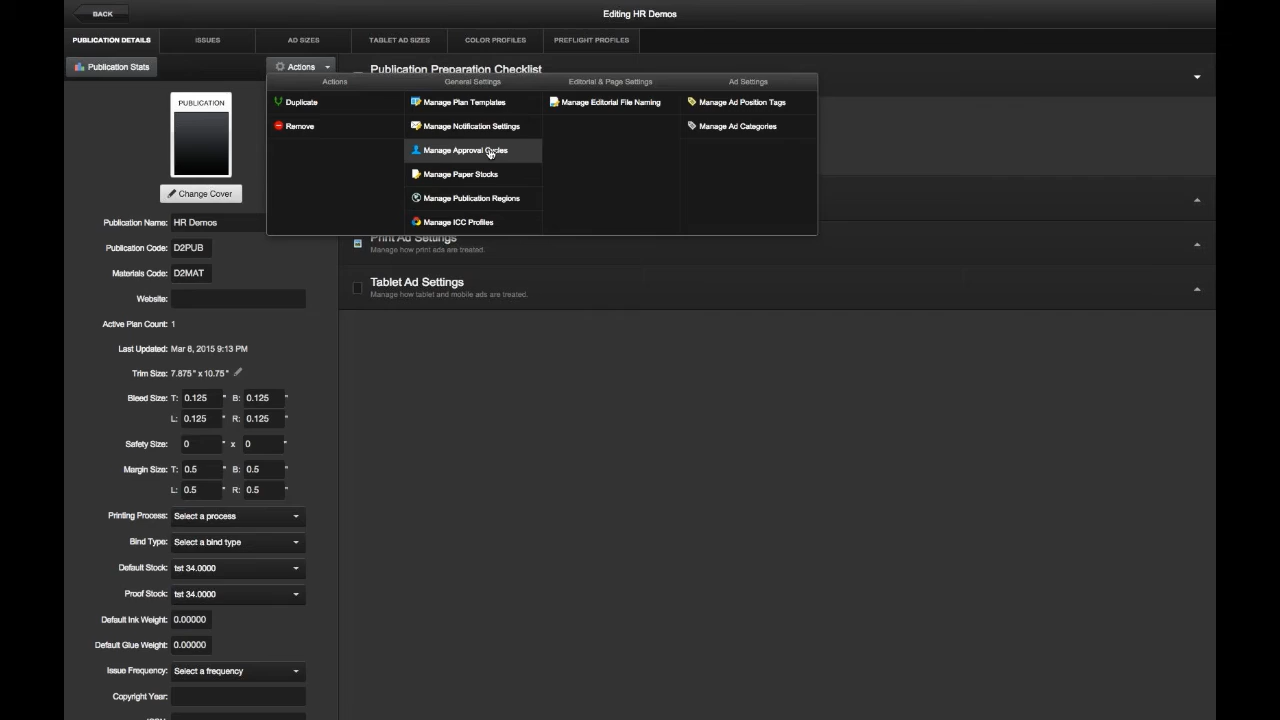 BACK
Editing HR Demos
PUBLICATION DETAILS
ISSUES
AD SIZES
TABLET AD SIZES
COLOR PROFILES
PREFLIGHT PROFILES
Publication Stats
Actions
Publication Preparation Checklist
Actions
General Settings
Editorial & Page Settings
Ad Settings
Duplicate
Manage Plan Templates
Manage Editorial File Naming
Manage Ad Position Tags
Remove
Manage Notification Settings
Manage Ad Categories
Manage Approval Cycles
Manage Paper Stocks
Manage Publication Regions
Manage ICC Profiles
PUBLICATION
Change Cover
Publication Name: HR Demos
Publication Code: D2PUB
Materials Code: D2MAT
Website:
Active Plan Count: 1
Last Updated: Mar 6, 2015 9:13 PM
Trim Size: 7.875" x 10.75"
Bleed Size: T: 0.125 " B: 0.125 "
L: 0.125 " R: 0.125 "
Safety Size: 0 " x 0 "
Margin Size: T: 0.5 " B: 0.5 "
L: 0.5 " R: 0.5 "
Printing Process: Select a process
Bind Type: Select a bind type
Default Stock: tst 34.0000
Proof Stock: tst 34.0000
Default Ink Weight: 0.00000
Default Glue Weight: 0.00000
Issue Frequency: Select a frequency
Copyright Year:
Print Ad Settings
Manage how print ads are treated.
Tablet Ad Settings
Manage how tablet and mobile ads are treated.